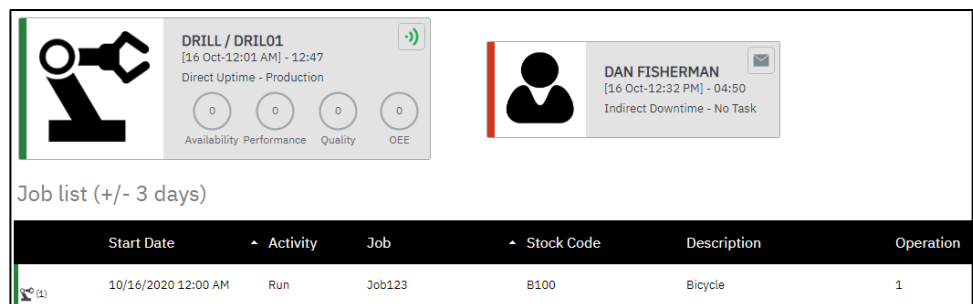 DRILL / DRIL01
[16 Oct-12:01 AM] - 12:47
Direct Uptime - Production
0 0 0 0
Availability Performance Quality OEE
DAN FISHERMAN
[16 Oct-12:32 PM] - 04:50
Indirect Downtime - No Task
Job list (+/- 3 days)
Start Date Activity Job Stock Code Description Operation
(1) 10/16/2020 12:00 AM Run Job123 B100 Bicycle 1